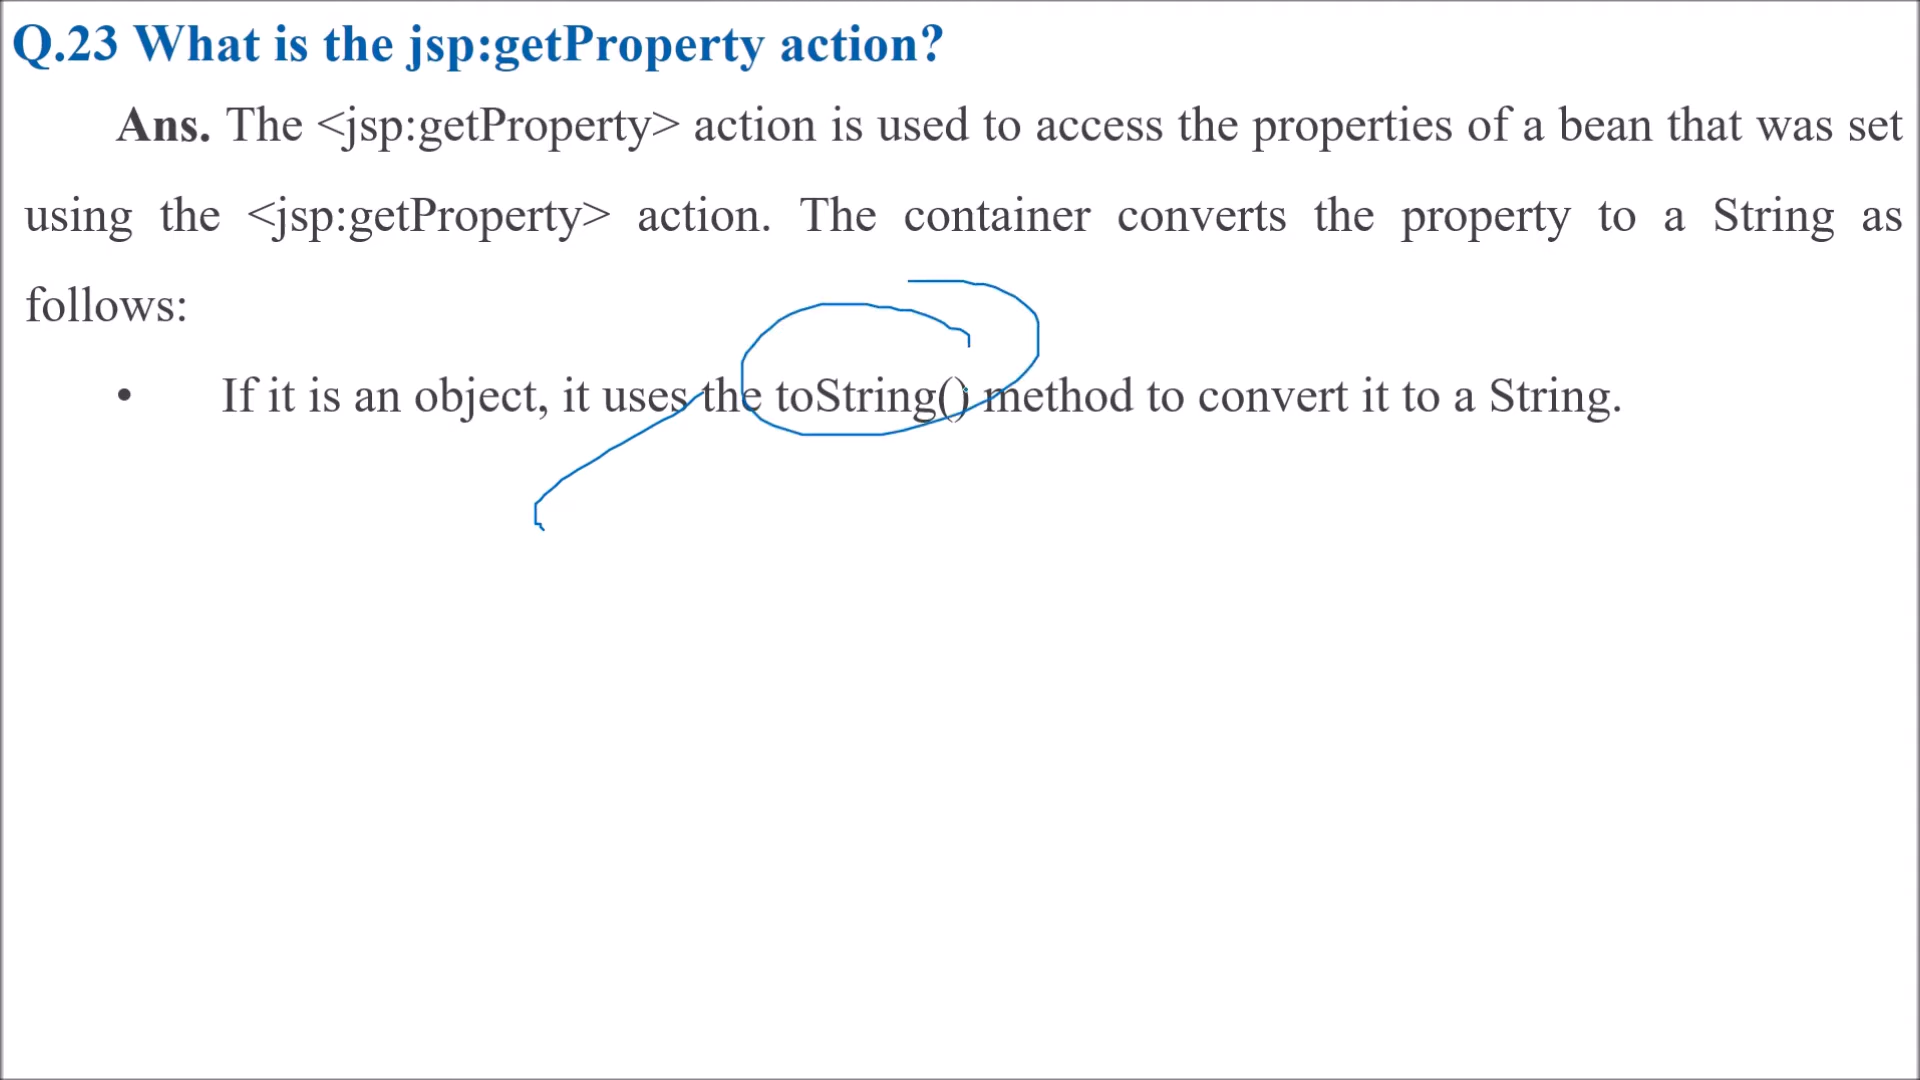 Q.23 What is the jsp:getProperty action?
Ans. The <jsp:getProperty> action is used to access the properties of a bean that was set
using the <jsp:getProperty> action. The container converts the property to a String as
follows:
• If it is an object, it uses the toString() method to convert it to a String.